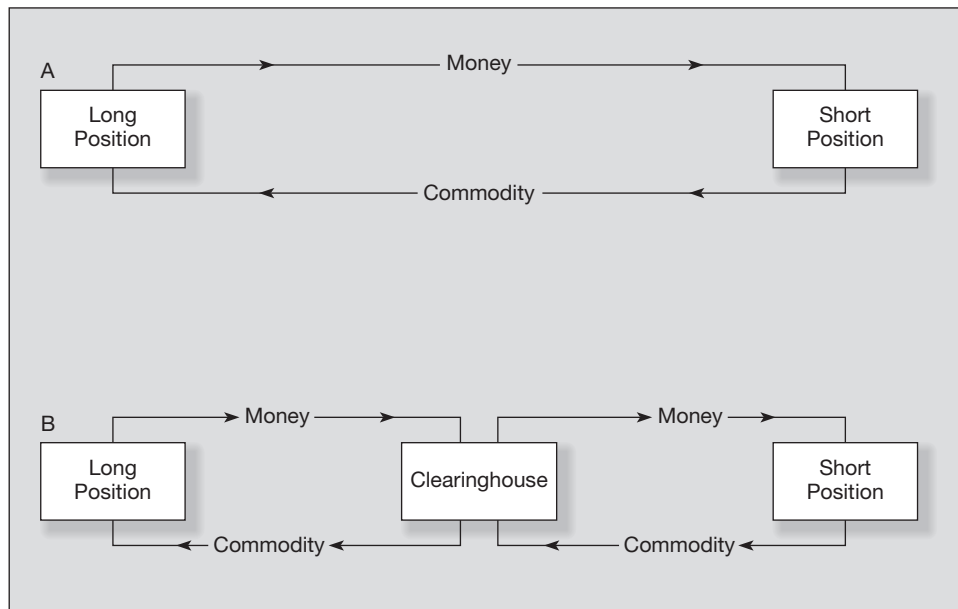 A
Money
Long
Position
Short
Position
Commodity
B
Money
Money
Long
Position
Clearinghouse
Short
Position
Commodity
Commodity